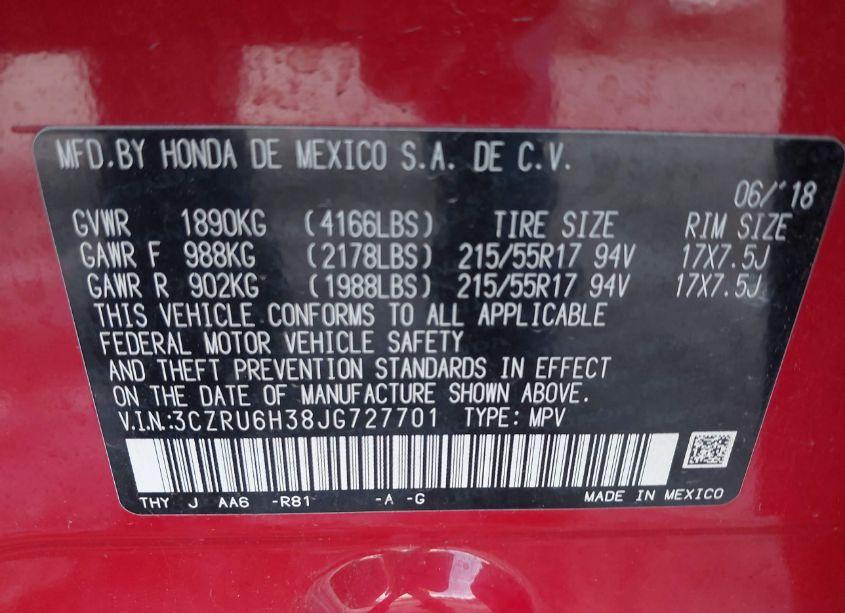 MFD.BY HONDA DE MEXICO S.A. DE C.V.
06/'18
GVWR 1890KG (4166LBS) TIRE SIZE RIM SIZE
GAWR F 988KG (2178LBS) 215/55R17 94V 17X7.5J
GAWR R 902KG (1988LBS) 215/55R17 94V 17X7.5J
THIS VEHICLE CONFORMS TO ALL APPLICABLE
FEDERAL MOTOR VEHICLE SAFETY
AND THEFT PREVENTION STANDARDS IN EFFECT
ON THE DATE OF MANUFACTURE SHOWN ABOVE.
V.I.N.:3CZRU6H38JG727701 TYPE: MPV
THY J AA6 -R81 -A -G MADE IN MEXICO